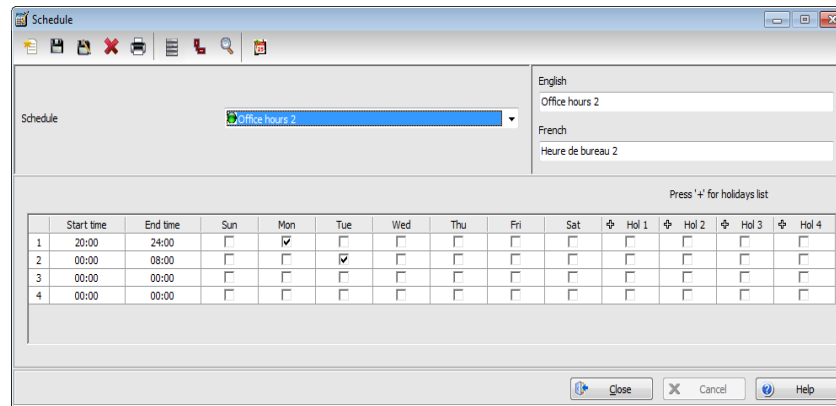 Schedule
English
Office hours 2
Schedule
Office hours 2
French
Heure de bureau 2
Press '+' for holidays list
Start time End time Sun Mon Tue Wed Thu Fri Sat Hol 1 Hol 2 Hol 3 Hol 4
1 20:00 24:00
2 00:00 08:00
3 00:00 00:00
4 00:00 00:00
Close Cancel Help